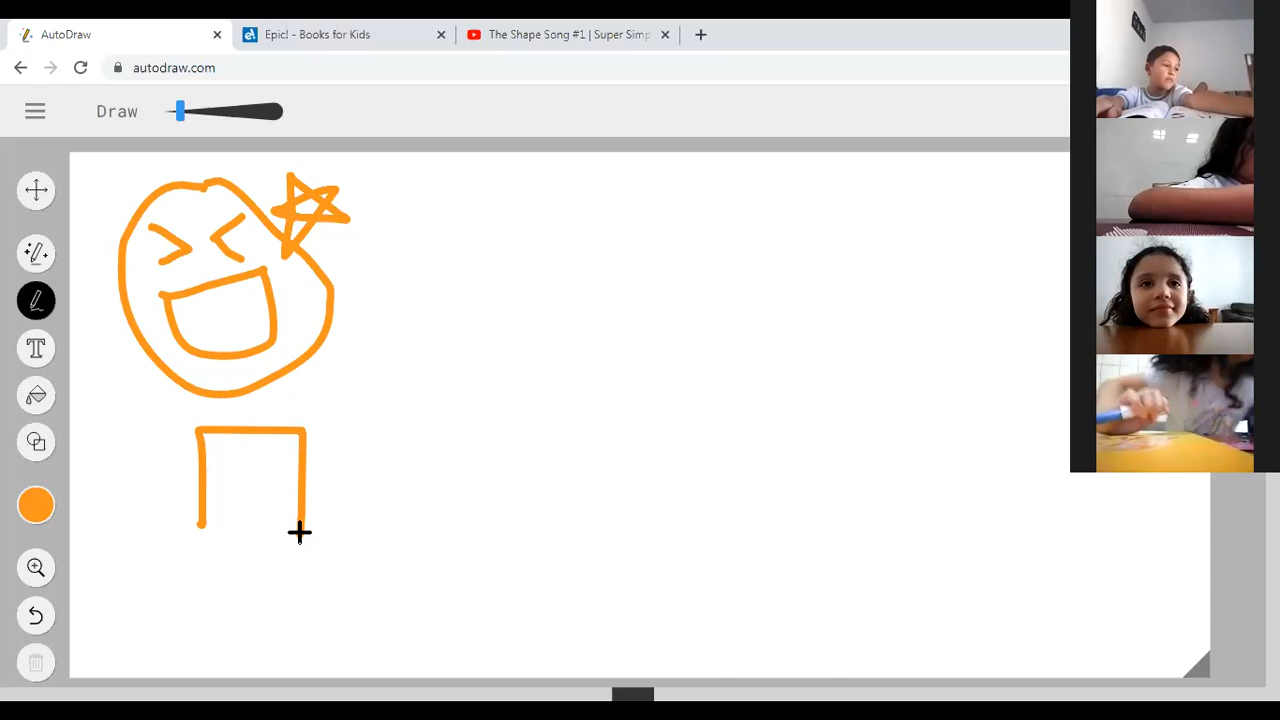 AutoDraw
Epic! - Books for Kids
The Shape Song #1 | Super Simp
autodraw.com
Draw
T